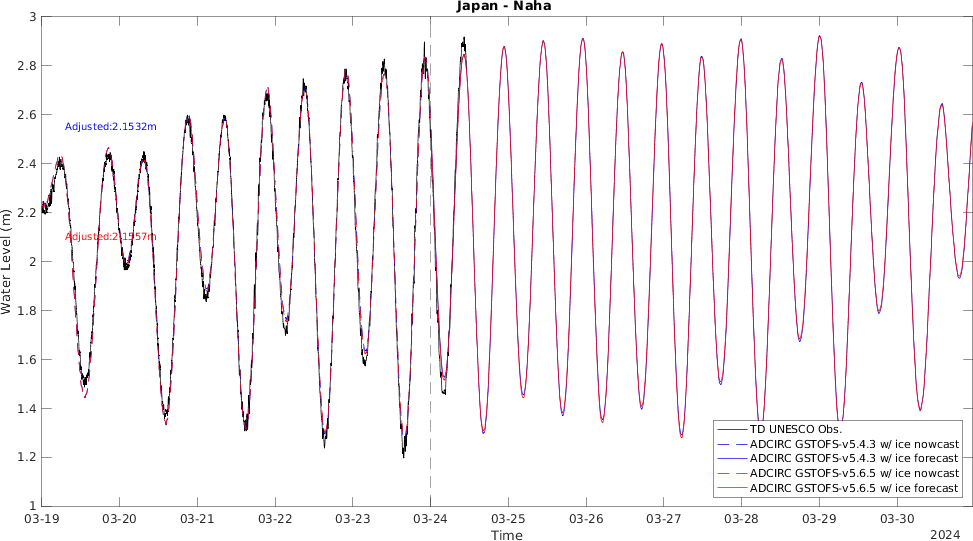 Japan - Naha
3
2.8
2.6
2.4
2.2
2
1.8
1.6
1.4
1.2
1
Water Level (m)
Adjusted:2.1532m
Adjusted:2.1557m
TD UNESCO Obs.
ADCIRC GSTOFS-v5.4.3 w/ ice nowcast
ADCIRC GSTOFS-v5.4.3 w/ ice forecast
ADCIRC GSTOFS-v5.6.5 w/ ice nowcast
ADCIRC GSTOFS-v5.6.5 w/ ice forecast
03-19 03-20 03-21 03-22 03-23 03-24 03-25 03-26 03-27 03-28 03-29 03-30
Time
2024